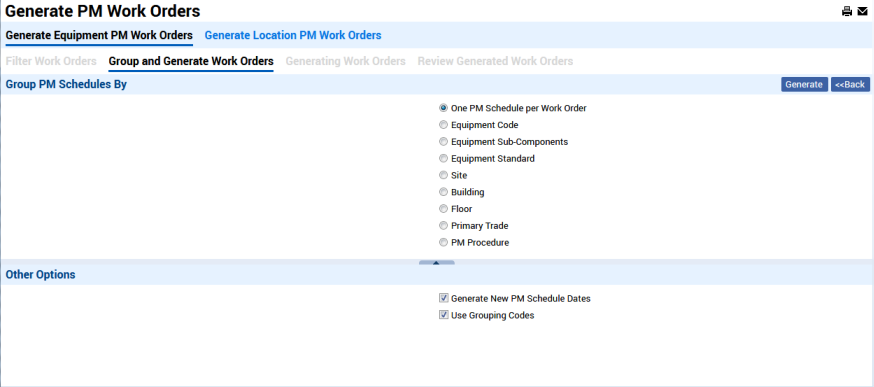 Generate PM Work Orders
Generate Equipment PM Work Orders Generate Location PM Work Orders
Filter Work Orders Group and Generate Work Orders Generating Work Orders Review Generated Work Orders
Group PM Schedules By Generate <<Back
One PM Schedule per Work Order
Equipment Code
Equipment Sub-Components
Equipment Standard
Site
Building
Floor
Primary Trade
PM Procedure
Other Options
Generate New PM Schedule Dates
Use Grouping Codes